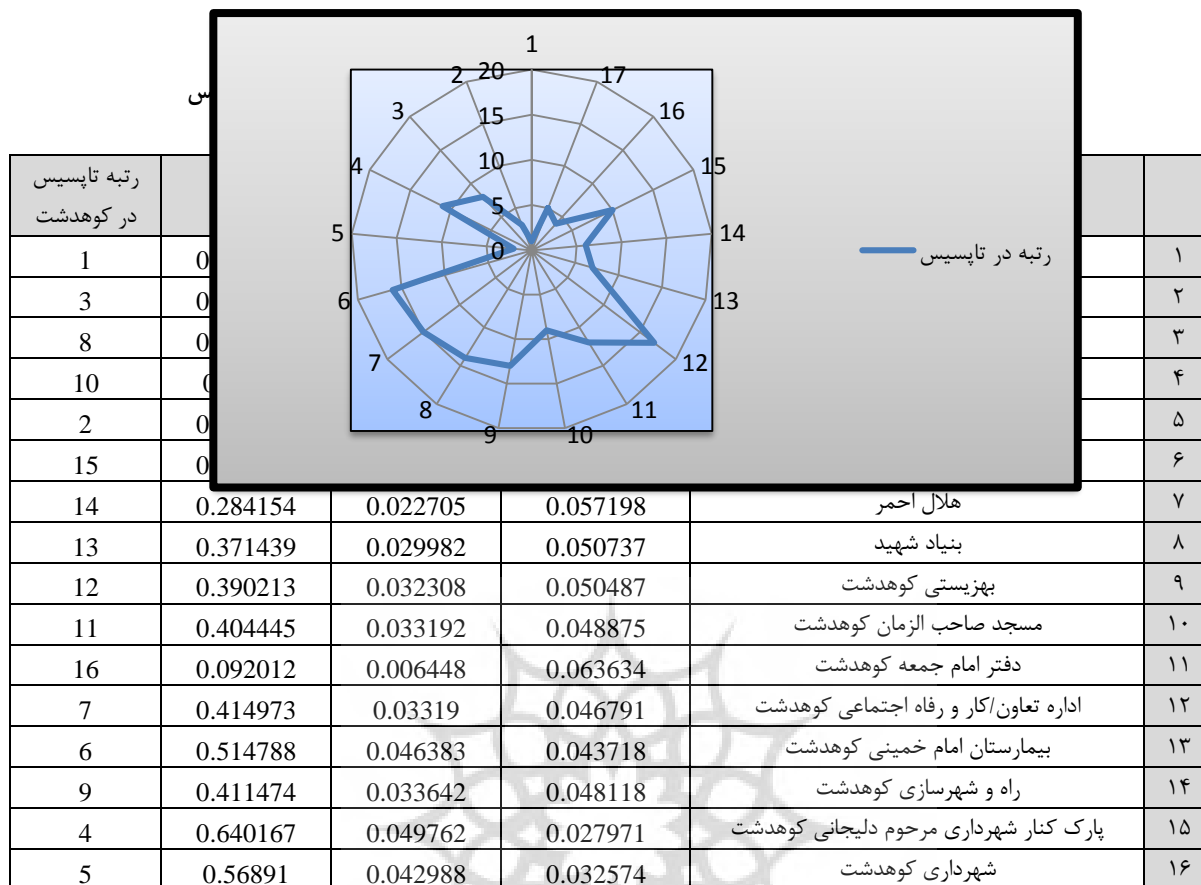 س
1
2
3
4
5
6
7
8
9
10
11
12
13
14
15
16
17
20
15
10
5
0
رتبه در تاپسیس
رتبه تاپسیس
در کوهدشت
۱ 0 1
۲ 0 3
۳ 0 8
۴ 0 10
۵ 0 2
۶ 0 15
۷ هلال احمر 0.057198 0.022705 0.284154 14
۸ بنیاد شهید 0.050737 0.029982 0.371439 13
۹ بهزیستی کوهدشت 0.050487 0.032308 0.390213 12
۱۰ مسجد صاحب الزمان کوهدشت 0.048875 0.033192 0.404445 11
۱۱ دفتر امام جمعه کوهدشت 0.063634 0.006448 0.092012 16
۱۲ اداره تعاون/کار و رفاه اجتماعی کوهدشت 0.046791 0.03319 0.414973 7
۱۳ بیمارستان امام خمینی کوهدشت 0.043718 0.046383 0.514788 6
۱۴ راه و شهرسازی کوهدشت 0.048118 0.033642 0.411474 9
۱۵ پارک کنار شهرداری مرحوم دلیجانی کوهدشت 0.027971 0.049762 0.640167 4
۱۶ شهرداری کوهدشت 0.032574 0.042988 0.56891 5